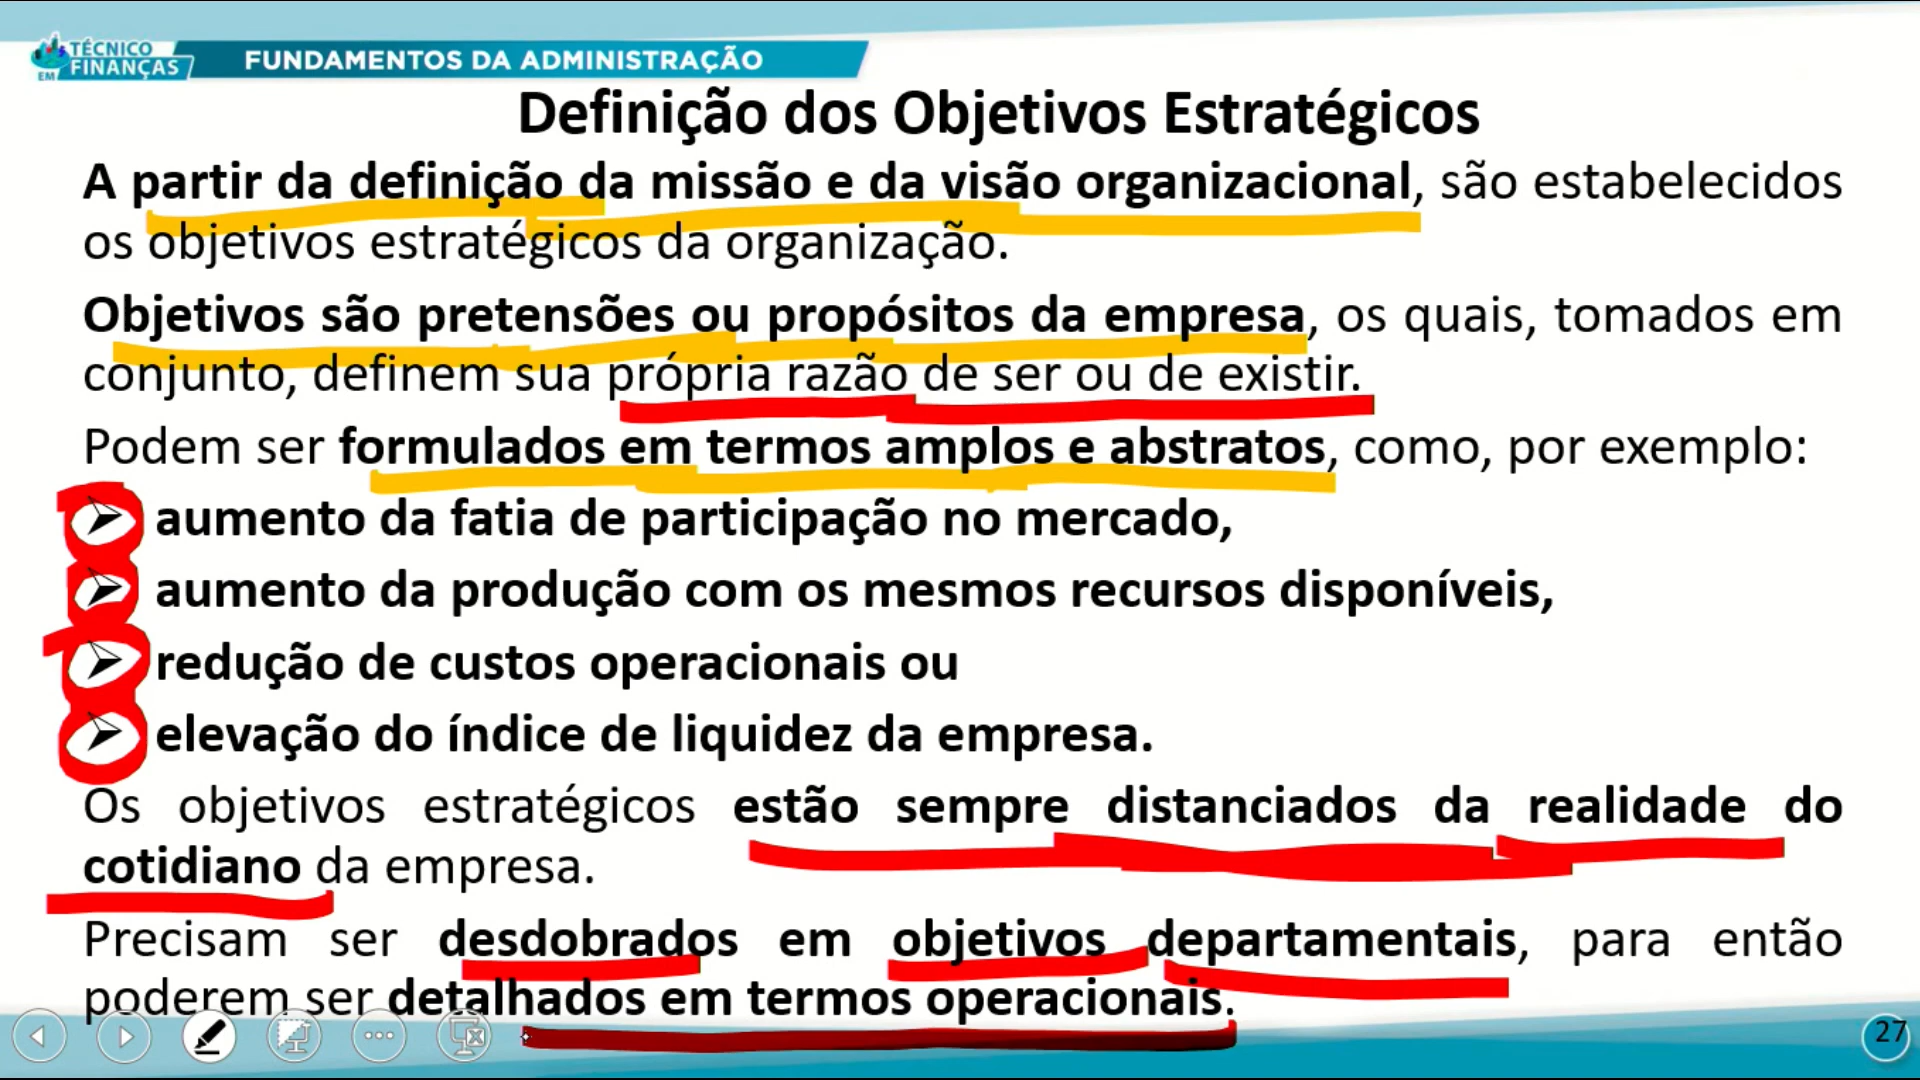 TÉCNICO
EM FINANÇAS
FUNDAMENTOS DA ADMINISTRAÇÃO
Definição dos Objetivos Estratégicos
A partir da definição da missão e da visão organizacional, são estabelecidos
os objetivos estratégicos da organização.
Objetivos são pretensões ou propósitos da empresa, os quais, tomados em
conjunto, definem sua própria razão de ser ou de existir.
Podem ser formulados em termos amplos e abstratos, como, por exemplo:
aumento da fatia de participação no mercado,
aumento da produção com os mesmos recursos disponíveis,
redução de custos operacionais ou
elevação do índice de liquidez da empresa.
Os objetivos estratégicos estão sempre distanciados da realidade do
cotidiano da empresa.
Precisam ser desdobrados em objetivos departamentais, para então
poderem ser detalhados em termos operacionais.
27